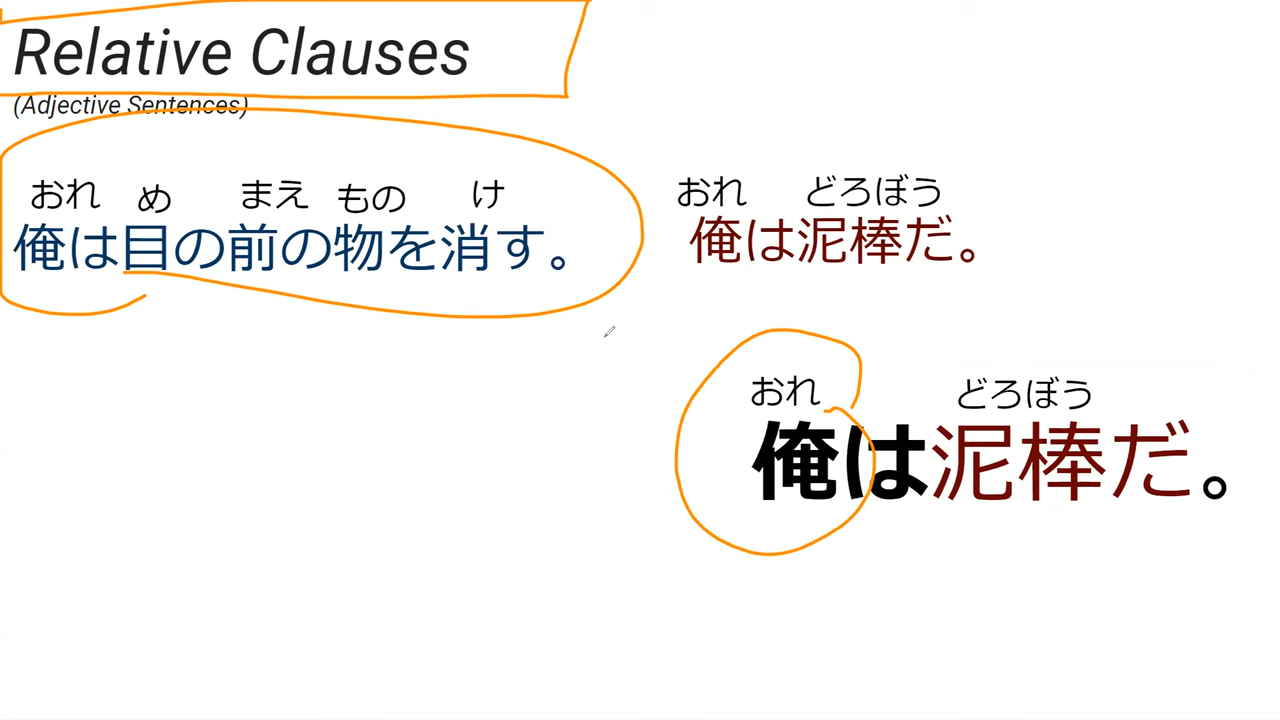 Relative Clauses
(Adjective Sentences)
おれ め まえ もの け
俺は目の前の物を消す。
おれ どろぼう
俺は泥棒だ。
おれ どろぼう
俺は泥棒だ。